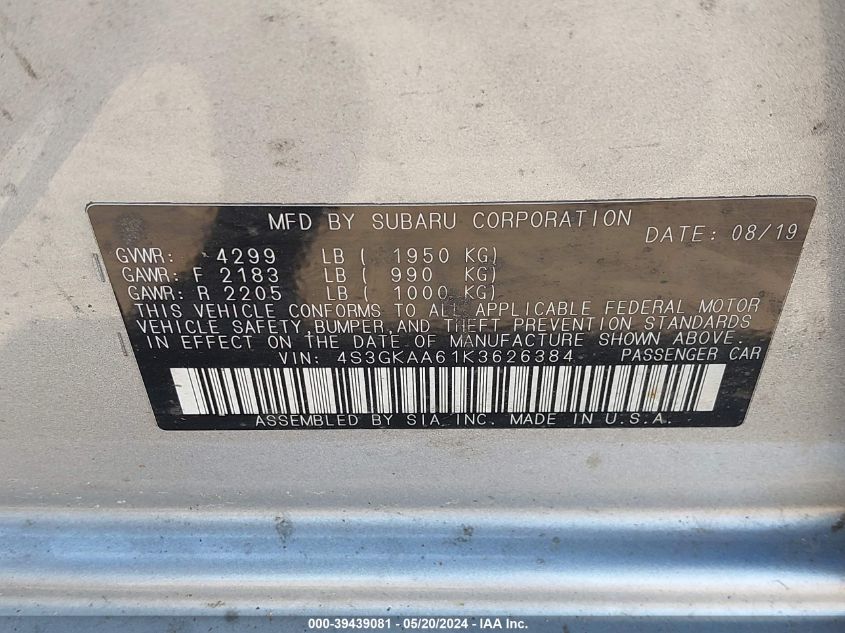 MFD BY SUBARU CORPORATION
DATE: 08/19
GVWR: 4299 LB ( 1950 KG)
GAWR: F 2183 LB ( 990 KG)
GAWR: R 2205 LB ( 1000 KG)
THIS VEHICLE CONFORMS TO ALL APPLICABLE FEDERAL MOTOR
VEHICLE SAFETY, BUMPER, AND THEFT PREVENTION STANDARDS
IN EFFECT ON THE DATE OF MANUFACTURE SHOWN ABOVE.
VIN: 4S3GKAA61K3626384 PASSENGER CAR
ASSEMBLED BY SIA, INC. MADE IN U.S.A.
000-39439081 - 05/20/2024 - IAA Inc.